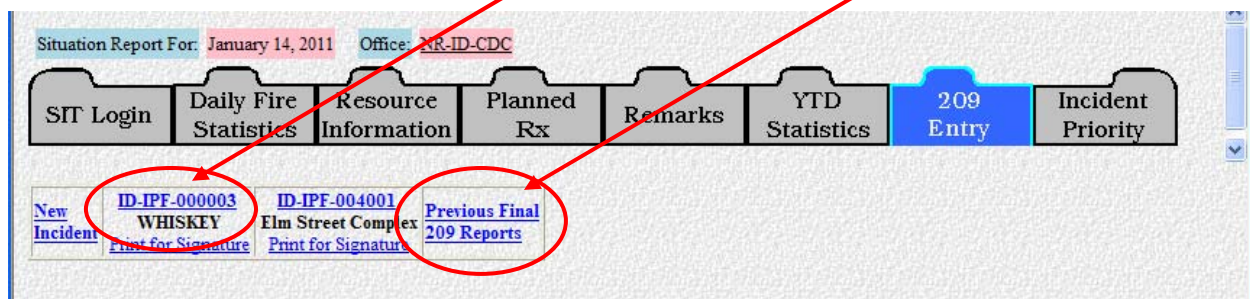 Situation Report For: January 14, 2011 Office: NR-ID-CDC
SIT Login Daily Fire Statistics Resource Information Planned Rx Remarks YTD Statistics 209 Entry Incident Priority
New Incident ID-IPF-000003 WHISKEY Print for Signature ID-IPF-004001 Elm Street Complex Print for Signature Previous Final 209 Reports